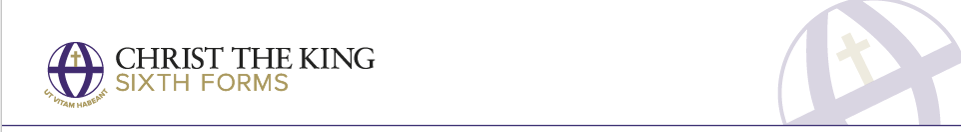 CHRIST THE KING
SIXTH FORMS
UT VITAM HABEANT